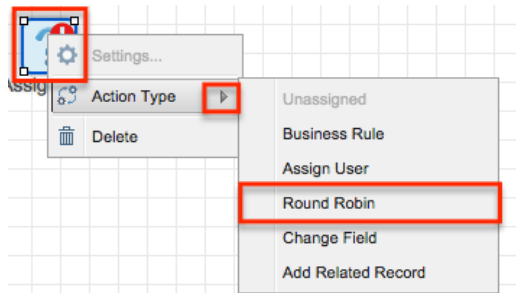 Settings...
Action Type
Delete
Unassigned
Business Rule
Assign User
Round Robin
Change Field
Add Related Record